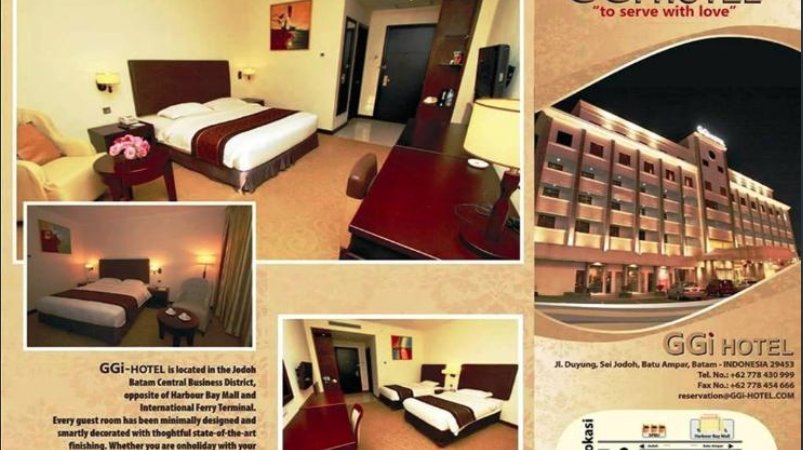 GGi HOTEL
"to serve with love"
GGi-HOTEL is located in the Jodoh
Batam Central Business District,
opposite of Harbour Bay Mall and
International Ferry Terminal.
Every guest room has been minimally designed and
smartly decorated with thoghtful state-of-the-art
finishing. Whether you are onholiday with your
GGi HOTEL
Jl. Duyung, Sei Jodoh, Batu Ampar, Batam - INDONESIA 29453
Tel. No.: +62 778 430 999
Fax No.: +62 778 454 666
reservation@GGI-HOTEL.COM
okasi
Harbour Bay Mall